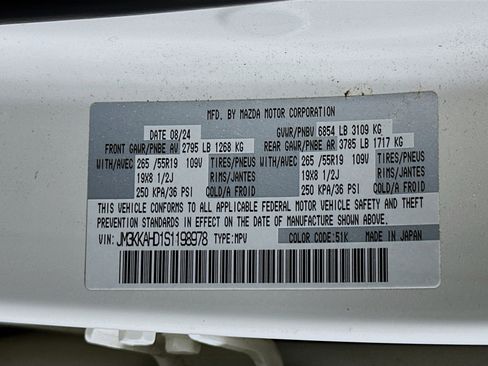 MFD. BY MAZDA MOTOR CORPORATION
DATE 08/24 GVWR/PNBV 6854 LB 3109 KG
FRONT GAWR/PNBE AV 2795 LB 1268 KG REAR GAWR/PNBE AR 3785 LB 1717 KG
WITH/AVEC 265 /55R19 109V TIRES/PNEUS WITH/AVEC 265 /55R19 109V TIRES/PNEUS
19X8 1/2J RIMS/JANTES 19X8 1/2J RIMS/JANTES
250 KPA/36 PSI COLD/A FROID 250 KPA/36 PSI COLD/A FROID
THIS VEHICLE CONFORMS TO ALL APPLICABLE FEDERAL MOTOR VEHICLE SAFETY AND THEFT
PREVENTION STANDARDS IN EFFECT ON THE DATE OF MANUFACTURE SHOWN ABOVE.
VIN: JM3KKAHD1S1198978 TYPE:MPV COLOR CODE:51K MADE IN JAPAN